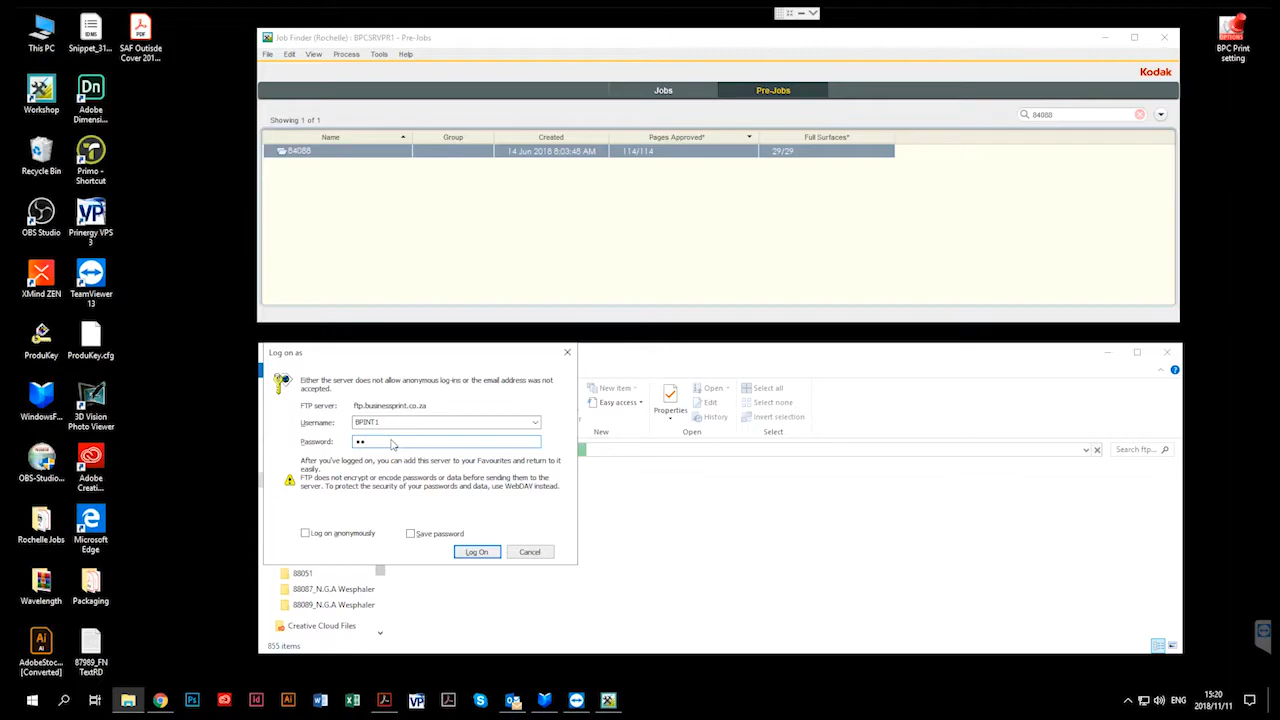 This PC
Snippet_31...
SAF Outisde
Cover 201...
Workshop
Adobe
Dimensio...
Recycle Bin
Primo -
Shortcut
OBS Studio
Prinergy VPS
3
XMind ZEN
TeamViewer
13
ProduKey
ProduKey.cfg
WindowsF...
3D Vision
Photo Viewer
OBS-Studio...
Adobe
Creati...
Rochelle Jobs
Microsoft
Edge
Wavelength
Packaging
AdobeStoc...
[Converted]
87989_FN
TextRD
BPC Print
setting
Job Finder (Rochelle) : BPCSRVPR1 - Pre-Jobs
File Edit View Process Tools Help
Kodak
Jobs Pre-Jobs
Showing 1 of 1
84088
Name Group Created Pages Approved* Full Surfaces*
84088 14 Jun 2018 8:03:48 AM 114/114 29/29
Log on as
Either the server does not allow anonymous log-ins or the email address was not
accepted.
FTP server: ftp.businessprint.co.za
Username: BPINT1
Password: ••
After you've logged on, you can add this server to your Favourites and return to it
easily.
FTP does not encrypt or encode passwords or data before sending them to the
server. To protect the security of your passwords and data, use WebDAV instead.
Log on anonymously Save password
Log On Cancel
New item
Easy access
New
Properties
Open
Edit
History
Open
Select all
Select none
Invert selection
Select
Search ftp...
88051
88087_N.G.A Wesphaler
88089_N.G.A Wesphaler
Creative Cloud Files
855 items
ENG
15:20
2018/11/11